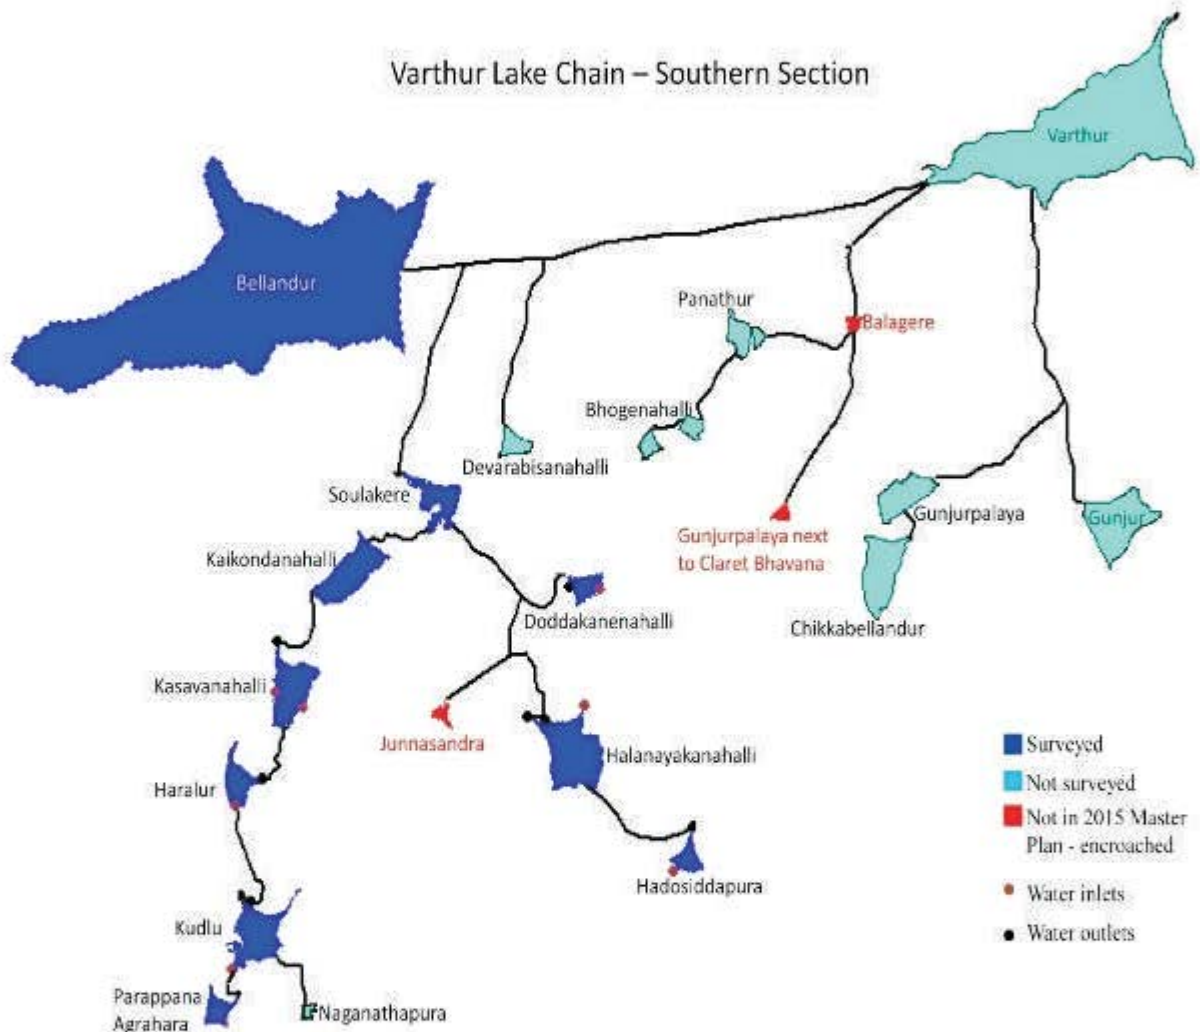 Varthur Lake Chain – Southern Section
Varthur
Bellandur
Panathur
Balagere
Bhogenahalli
Devarabisanahalli
Soulakere
Gunjurpalaya
Gunjur
Gunjurpalaya next
to Claret Bhavana
Kaikondanahalli
Doddakanenahalli
Chikkabellandur
Kasavanahalli
Junnasandra
Halanayakanahalli
Haralur
Hadosiddapura
Kudlu
Parappana
Agrahara
Naganathapura
Surveyed
Not surveyed
Not in 2015 Master
Plan - encroached
Water inlets
Water outlets